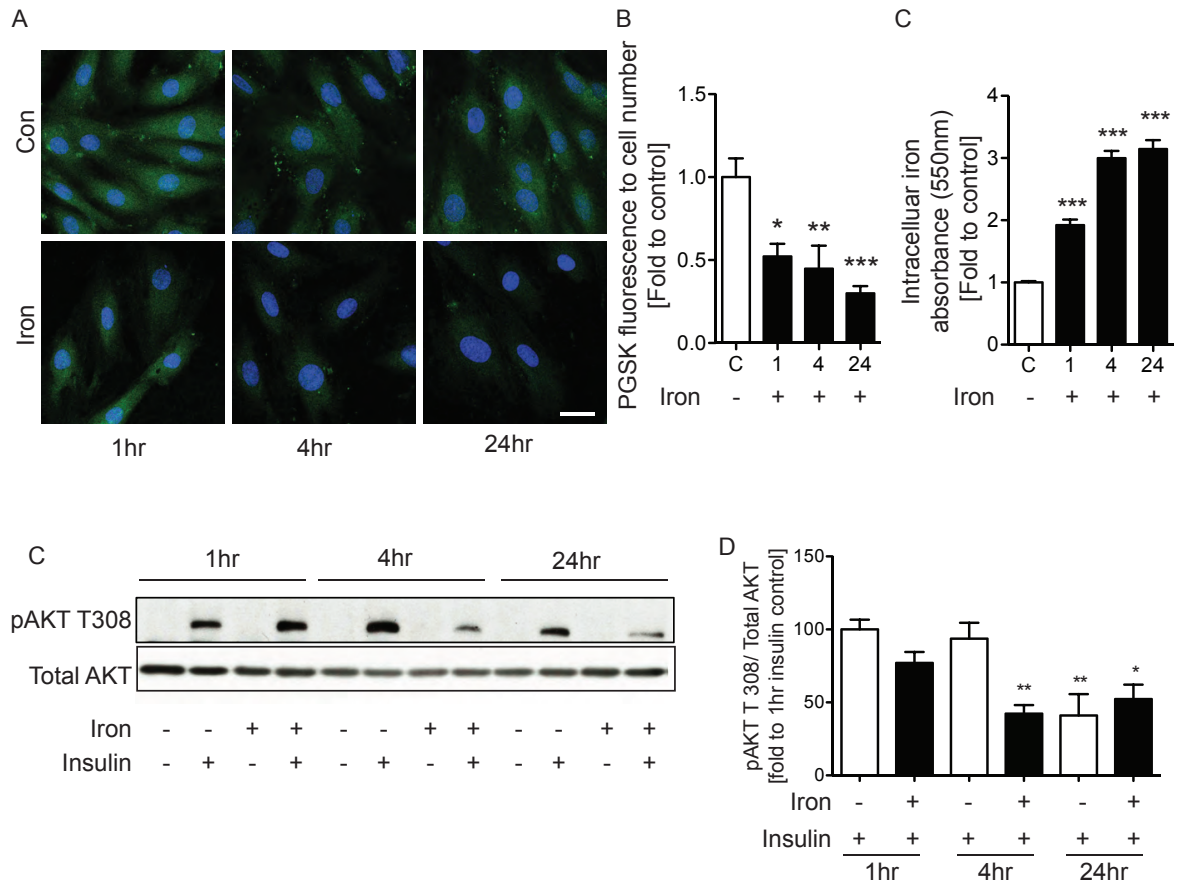 A
Con
Iron
1hr 4hr 24hr
B
PGSK fluorescence to cell number
[Fold to control]
1.5
1.0
0.5
0.0
* ** ***
C 1 4 24
Iron - + + +
C
Intracelluar iron
absorbance (550nm)
[Fold to control]
4
3
2
1
0
*** *** ***
C 1 4 24
Iron + + +
-
C
1hr 4hr 24hr
pAKT T308
Total AKT
Iron - - + + - - + + - - + +
Insulin - + - + - + - + - + - +
D
pAKT T 308/ Total AKT
[fold to 1hr insulin control]
150
100
50
0
** ** *
Iron - + - + - +
Insulin + + + + + +
1hr 4hr 24hr